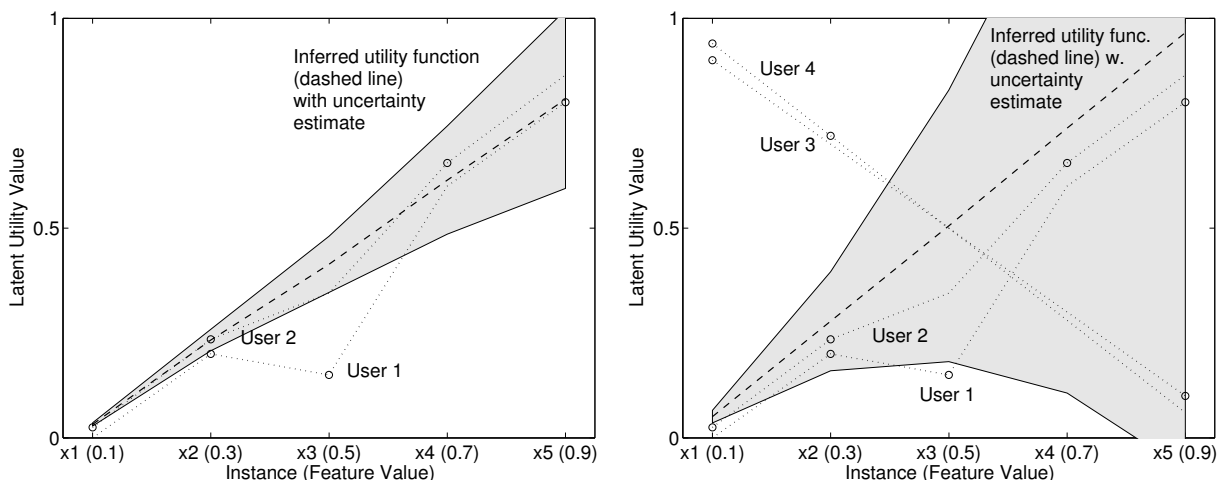 1
0.5
0
Latent Utility Value
Inferred utility function
(dashed line)
with uncertainty
estimate
User 2
User 1
x1 (0.1) x2 (0.3) x3 (0.5) x4 (0.7) x5 (0.9)
Instance (Feature Value)
1
0.5
0
Latent Utility Value
Inferred utility func.
(dashed line) w.
uncertainty
estimate
User 4
User 3
User 2
User 1
x1 (0.1) x2 (0.3) x3 (0.5) x4 (0.7) x5 (0.9)
Instance (Feature Value)